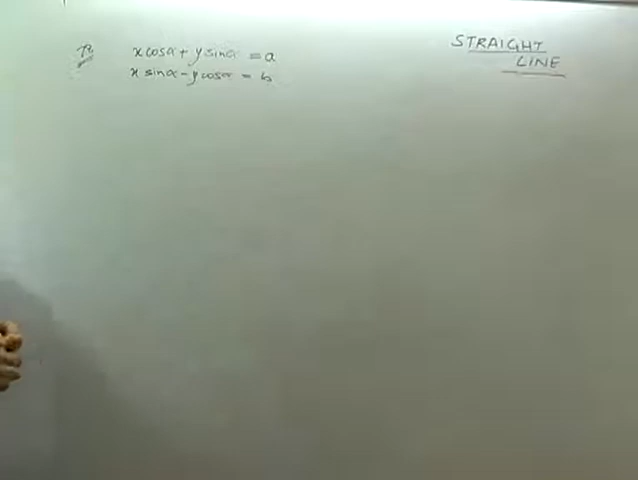 x cosα + y sinα = a
x sinα - y cosα = b
STRAIGHT
LINE